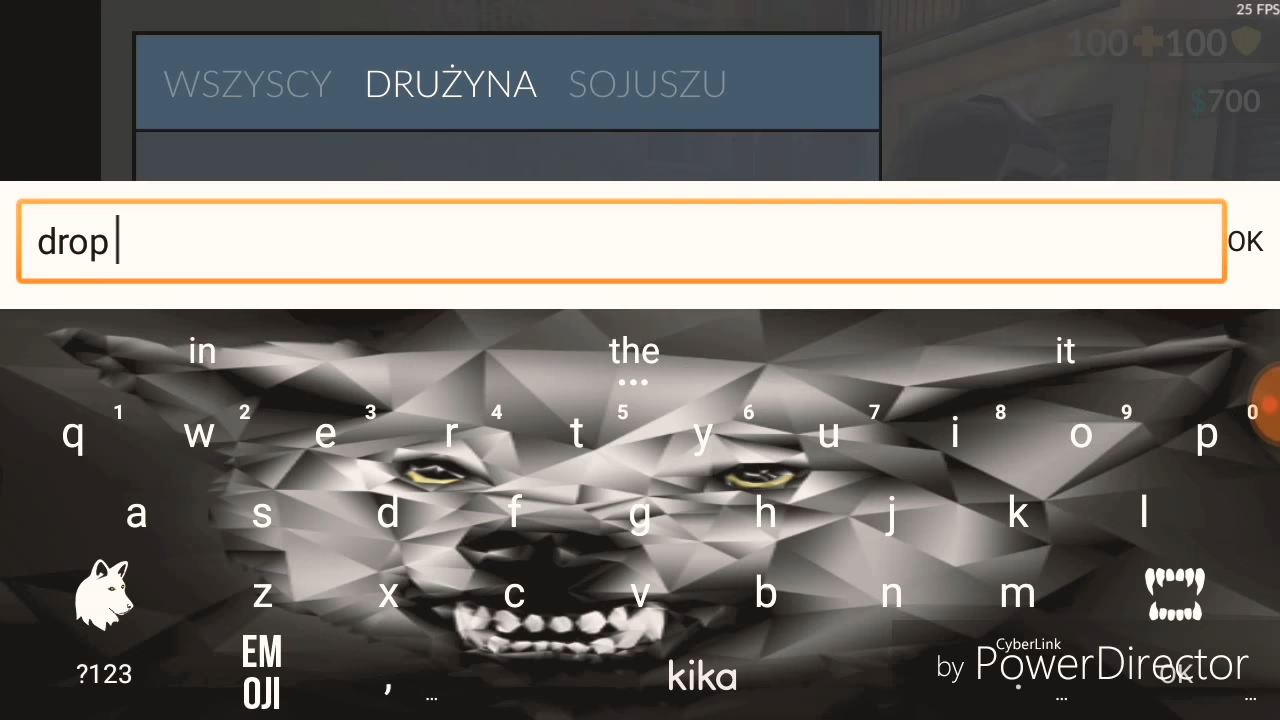 25 FPS
100 100
$700
WSZYSCY DRUŻYNA SOJUSZU
drop
OK
in the it
1 2 3 4 5 6 7 8 9 0
q w e r t y u i o p
a s d f g h j k l
z x c v b n m
?123 EM
OJI , ... kika . ... OK ...
CyberLink
by PowerDirector